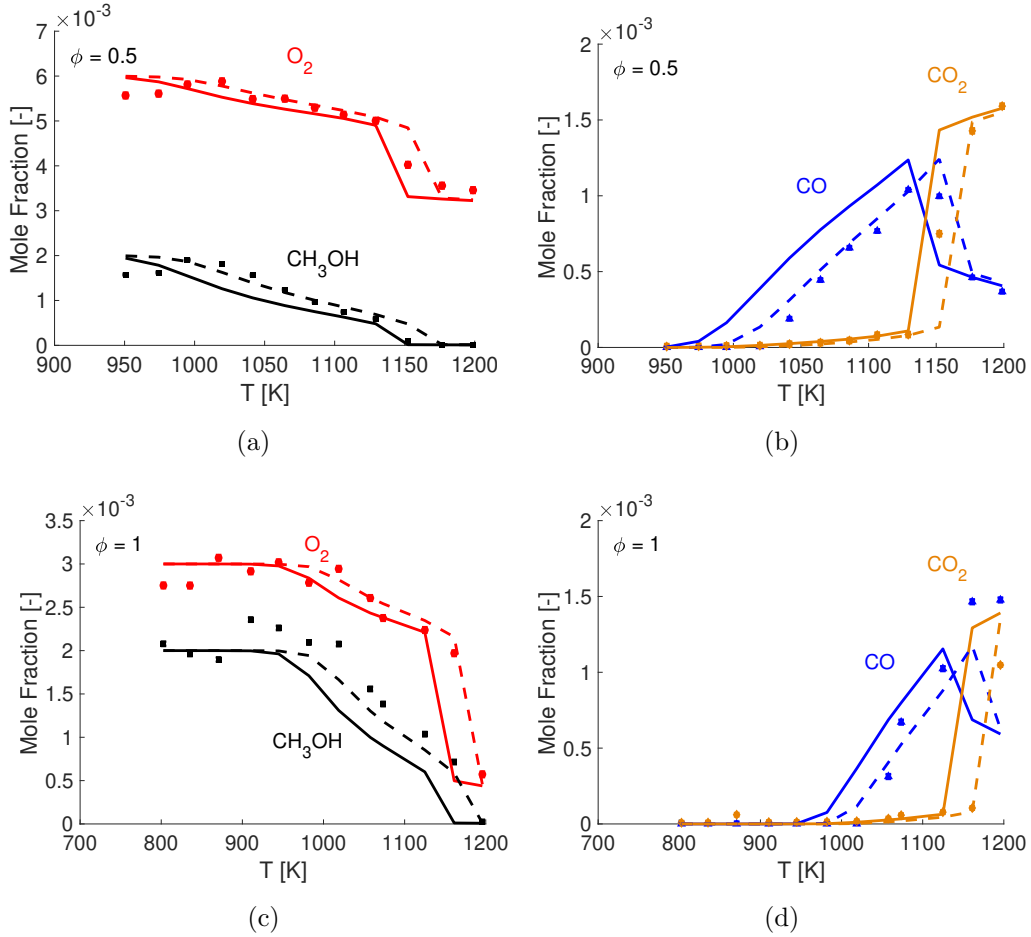 ×10⁻³
ϕ = 0.5
O₂
CH₃OH
Mole Fraction [-]
7
6
5
4
3
2
1
0
900 950 1000 1050 1100 1150 1200
T [K]
(a)
×10⁻³
ϕ = 0.5
CO₂
CO
Mole Fraction [-]
2
1.5
1
0.5
0
900 950 1000 1050 1100 1150 1200
T [K]
(b)
×10⁻³
ϕ = 1
O₂
CH₃OH
Mole Fraction [-]
3.5
3
2.5
2
1.5
1
0.5
0
700 800 900 1000 1100 1200
T [K]
(c)
×10⁻³
ϕ = 1
CO₂
CO
Mole Fraction [-]
2
1.5
1
0.5
0
700 800 900 1000 1100 1200
T [K]
(d)